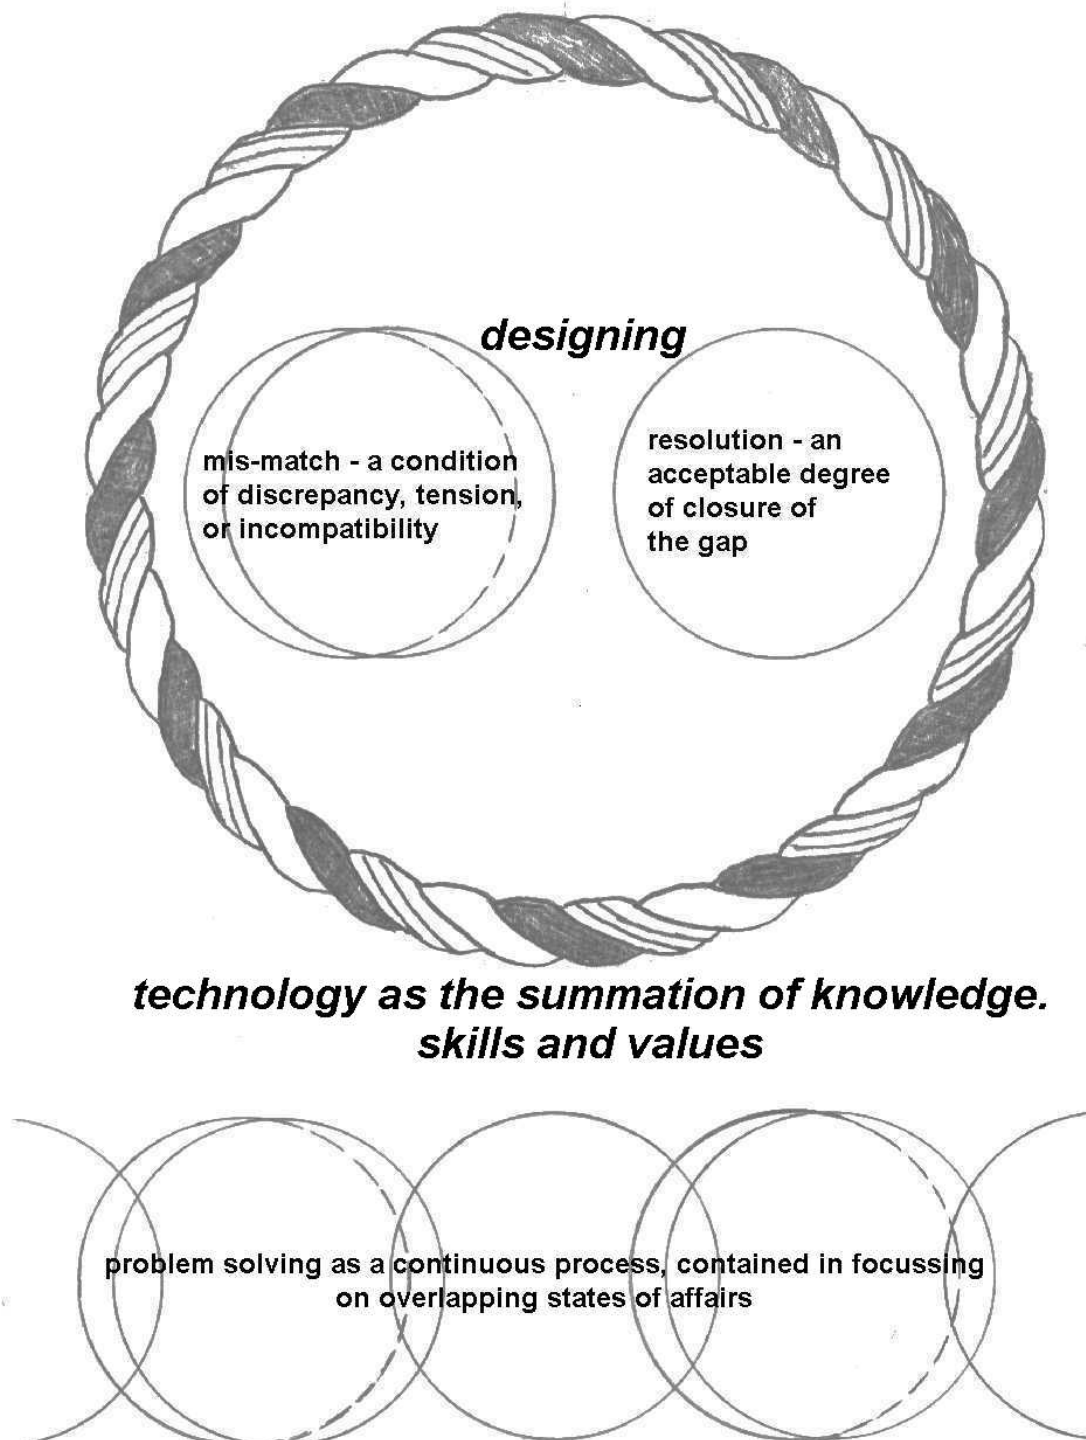 designing
mis-match - a condition
of discrepancy, tension,
or incompatibility
resolution - an
acceptable degree
of closure of
the gap
technology as the summation of knowledge.
skills and values
problem solving as a continuous process, contained in focussing
on overlapping states of affairs